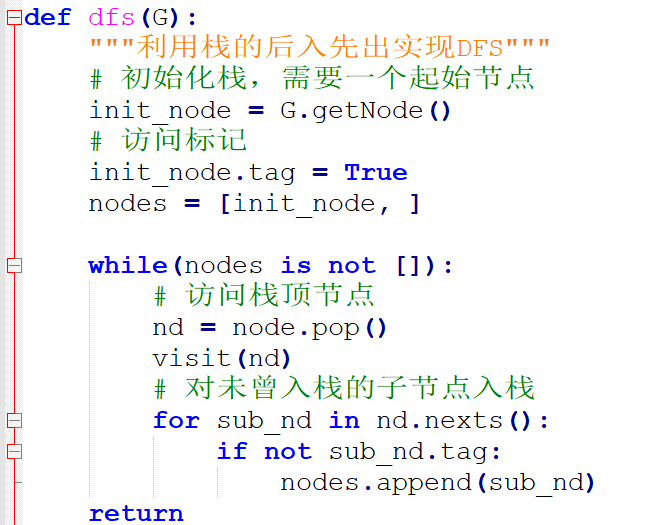 def dfs(G):
    """利用栈的后入先出实现DFS"""
    # 初始化栈，需要一个起始节点
    init_node = G.getNode()
    # 访问标记
    init_node.tag = True
    nodes = [init_node, ]

    while(nodes is not []):
        # 访问栈顶节点
        nd = node.pop()
        visit(nd)
        # 对未曾入栈的子节点入栈
        for sub_nd in nd.nexts():
            if not sub_nd.tag:
                nodes.append(sub_nd)
    return